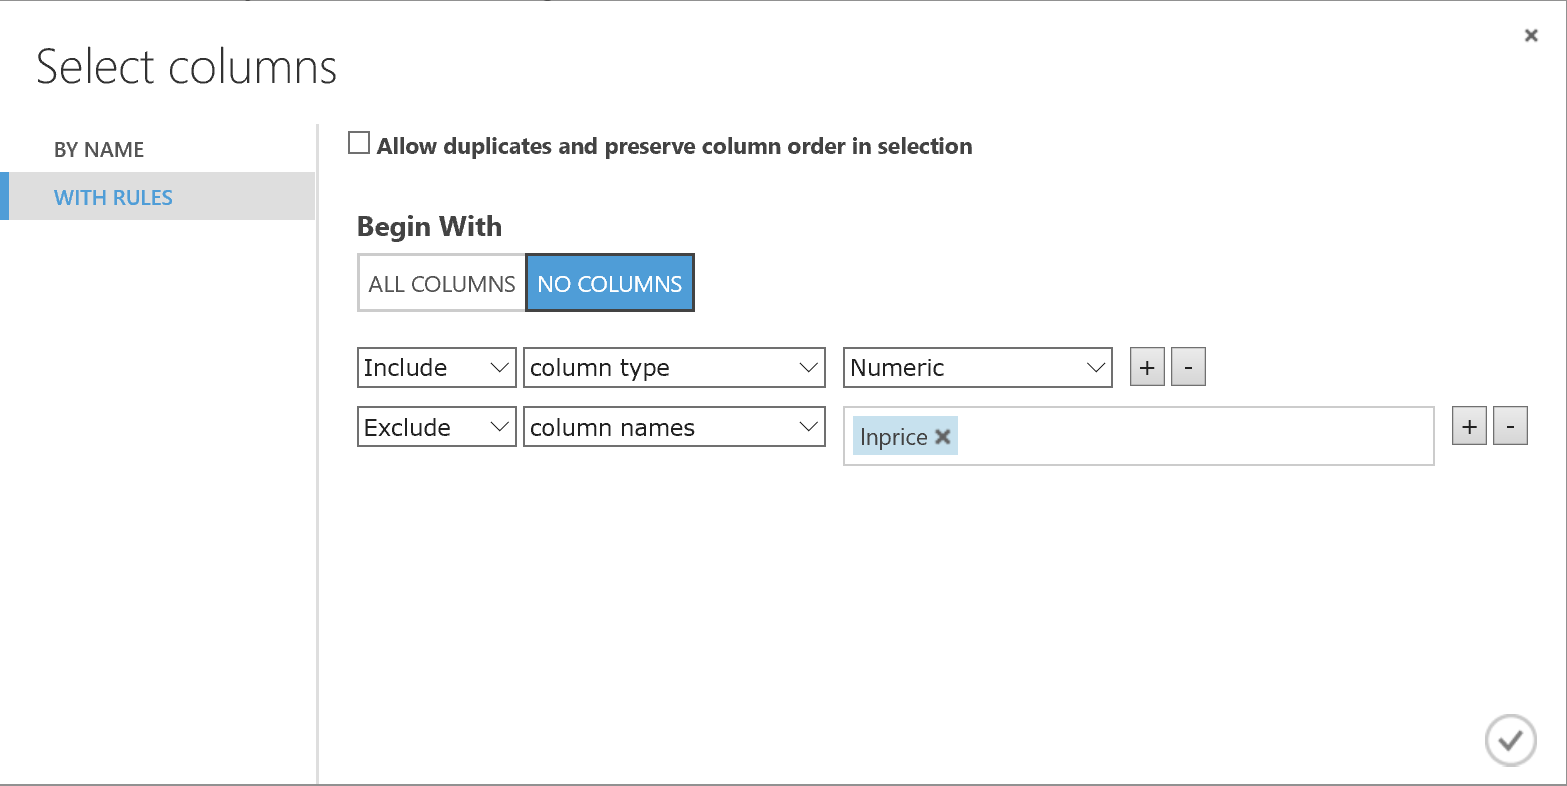 Select columns
BY NAME
WITH RULES
Allow duplicates and preserve column order in selection
Begin With
ALL COLUMNS NO COLUMNS
Include column type Numeric + -
Exclude column names lnprice + -